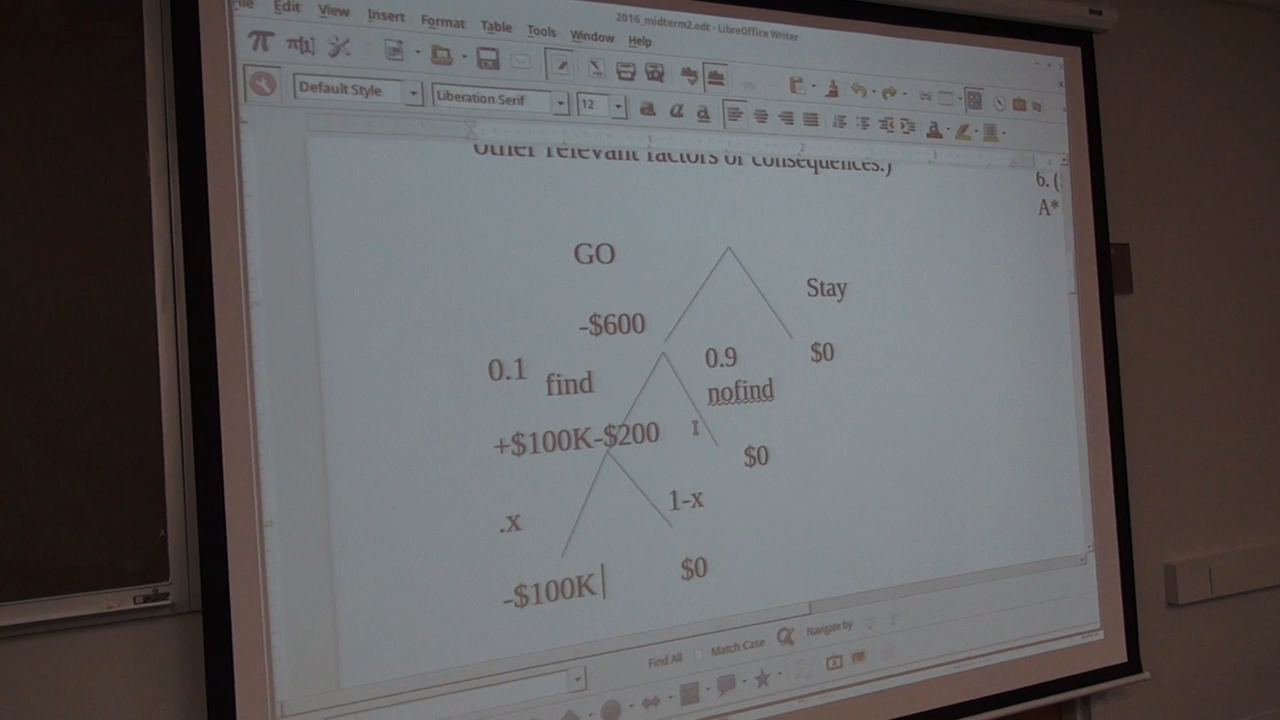 2016_midterm2.odt - LibreOffice Writer
Edit View Insert Format Table Tools Window Help
Default Style Liberation Serif 12
other relevant factors or consequences.)
6. (
A*
GO
Stay
-$600
$0
0.1 find
0.9
nofind
+$100K-$200
$0
.x
1-x
-$100K
$0
Find All Match Case Navigate by